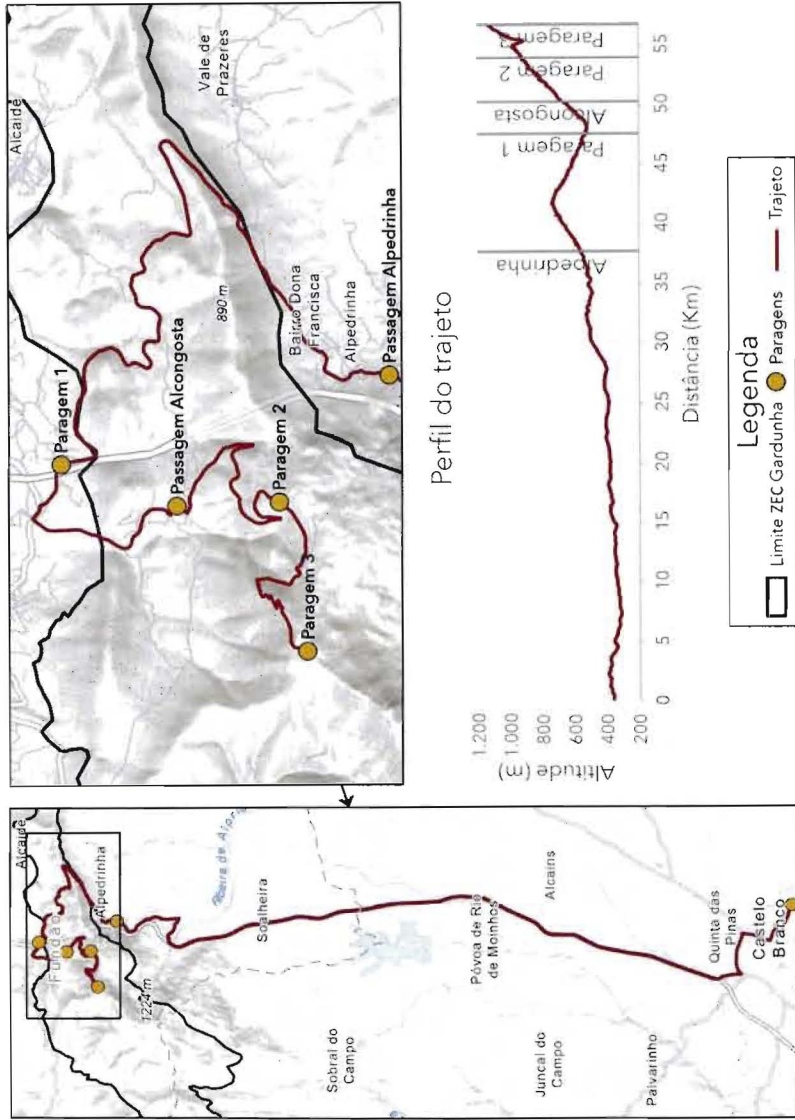 Alcaide
Fundão
Alpedrinha
1224 m
Soalheira
Sobral do
Campo
Póvoa de Rio
de Moinhos
Alcains
Juncal do
Campo
Palvarinho
Quinta das
Pinas
Castelo
Branco
Alcaide
Paragem 1
Vale de
Prazeres
890 m
Passagem Alcongosta
Bairro Dona
Francisca
Alpedrinha
Paragem 2
Passagem Alpedrinha
Paragem 3
Perfil do trajeto
Altitude (m)
1.200
1.000
800
600
400
200
Alpedrinha
Paragem 1
Alcongosta
Paragem 2
Paragem 3
0 5 10 15 20 25 30 35 40 45 50 55
Distância (Km)
Legenda
Limite ZEC Gardunha Paragens Trajeto